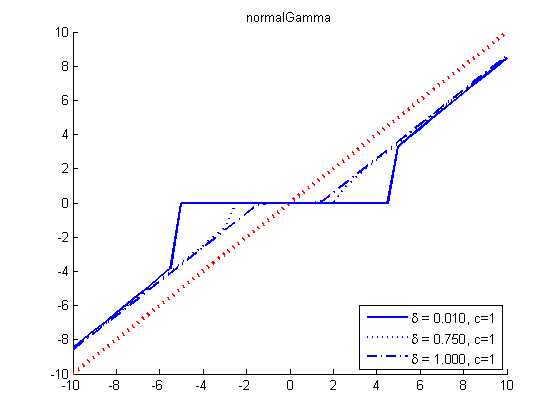 normalGamma
10
8
6
4
2
0
-2
-4
-6
-8
-10
-10 -8 -6 -4 -2 0 2 4 6 8 10
δ = 0.010, c=1
δ = 0.750, c=1
δ = 1.000, c=1